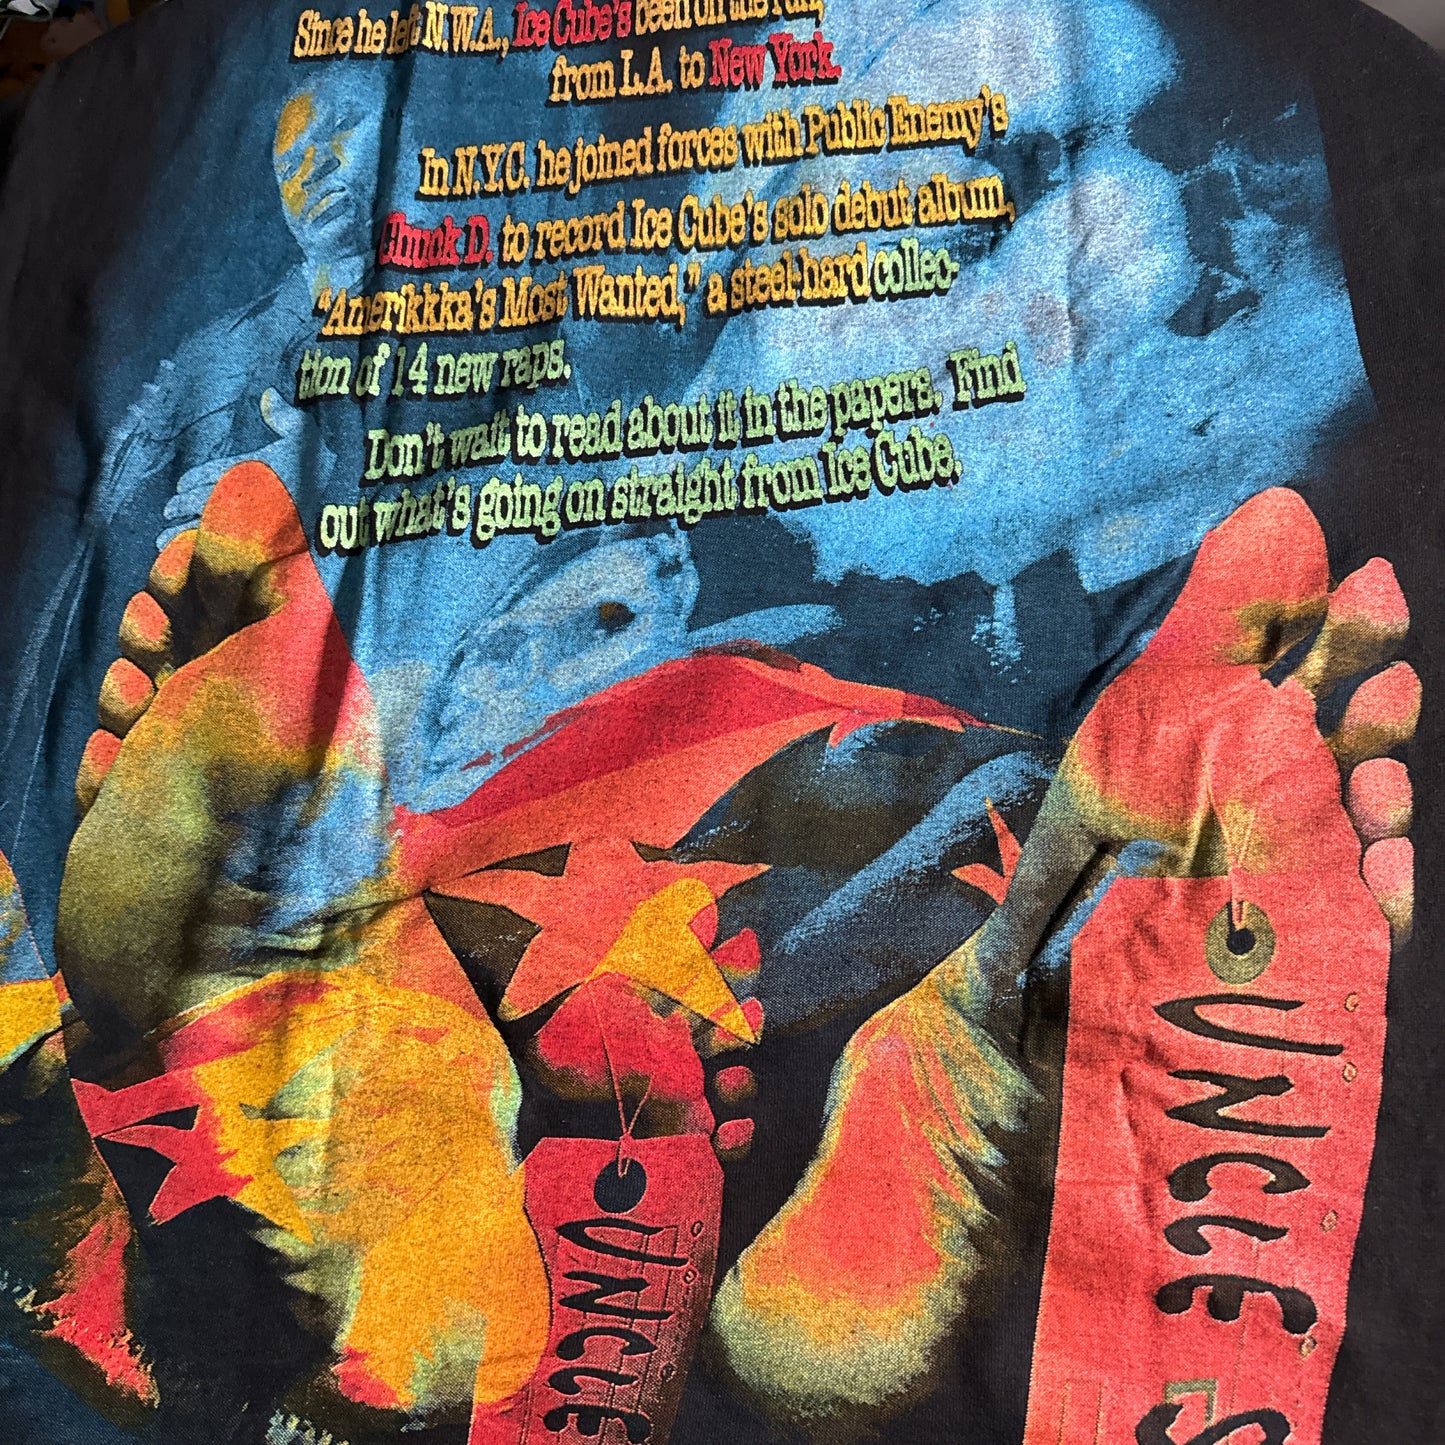 Since he left N.W.A., Ice Cube's been on the run,
from L.A. to New York.
In N.Y.C. he joined forces with Public Enemy's
Chuck D. to record Ice Cube's solo debut album,
"Amerikkka's Most Wanted," a steel-hard collec-
tion of 14 new raps.
Don't wait to read about it in the papers. Find
out what's going on straight from Ice Cube.
UNCLE
UNCLE S